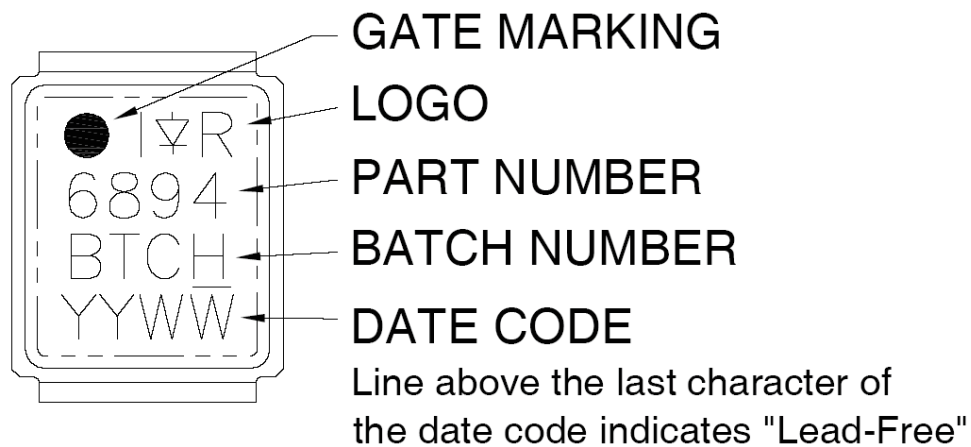 GATE MARKING
I R
LOGO
6894
PART NUMBER
BTCH
BATCH NUMBER
YYWW
DATE CODE
Line above the last character of
the date code indicates "Lead-Free"